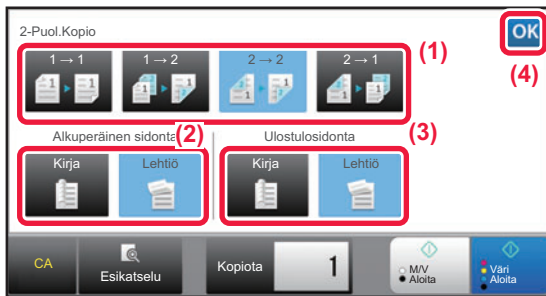 2-Puol.Kopio
OK
1 → 1
1 → 2
2 → 2
2 → 1
(1)
(4)
Alkuperäinen sidonta
(2)
Ulostulosidonta
(3)
Kirja
Lehtiö
Kirja
Lehtiö
CA
Esikatselu
Kopiota
1
M/V
Aloita
Väri
Aloita